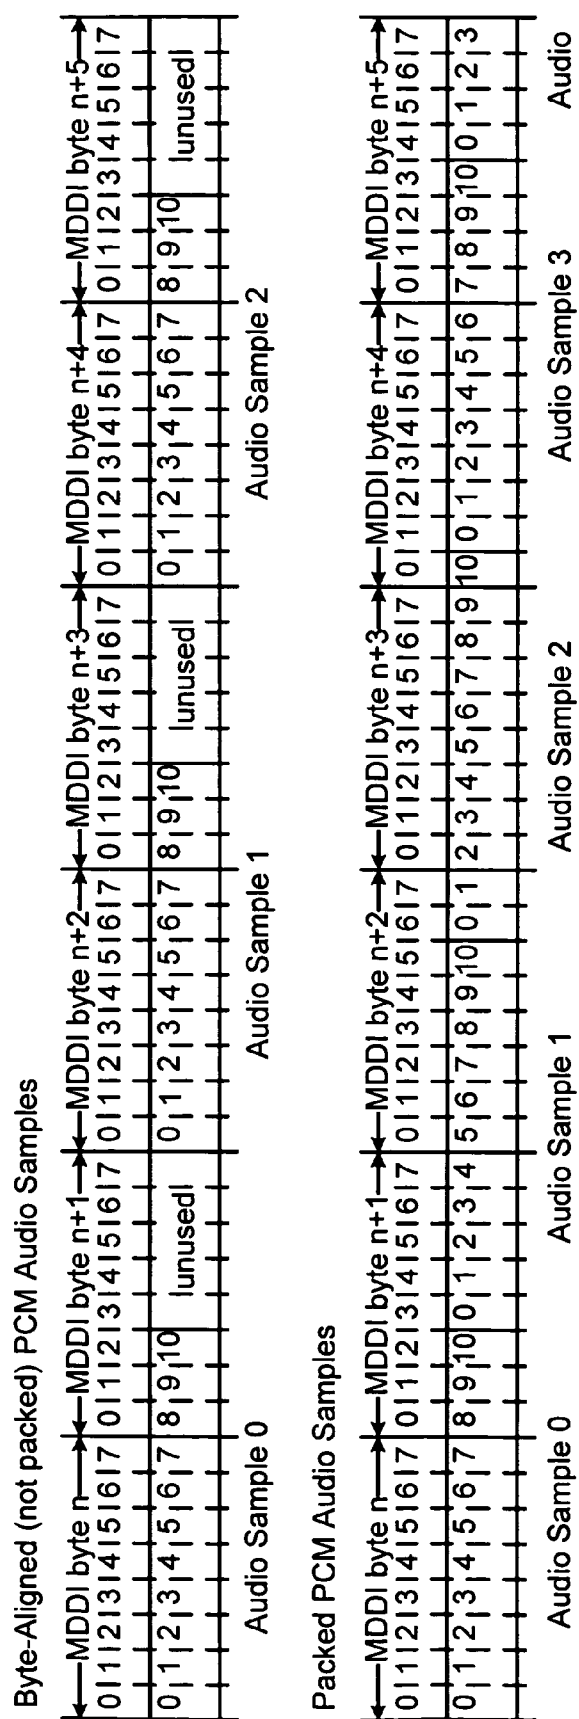 Byte-Aligned (not packed) PCM Audio Samples
MDDI byte n MDDI byte n+1 MDDI byte n+2 MDDI byte n+3 MDDI byte n+4 MDDI byte n+5
0 1 2 3 4 5 6 7 0 1 2 3 4 5 6 7 0 1 2 3 4 5 6 7 0 1 2 3 4 5 6 7 0 1 2 3 4 5 6 7 0 1 2 3 4 5 6 7
0 1 2 3 4 5 6 7 8 9 10 unused 0 1 2 3 4 5 6 7 8 9 10 unused 0 1 2 3 4 5 6 7 8 9 10 unused
Audio Sample 0 Audio Sample 1 Audio Sample 2
Packed PCM Audio Samples
MDDI byte n MDDI byte n+1 MDDI byte n+2 MDDI byte n+3 MDDI byte n+4 MDDI byte n+5
0 1 2 3 4 5 6 7 0 1 2 3 4 5 6 7 0 1 2 3 4 5 6 7 0 1 2 3 4 5 6 7 0 1 2 3 4 5 6 7 0 1 2 3 4 5 6 7
0 1 2 3 4 5 6 7 8 9 10 0 1 2 3 4 5 6 7 8 9 10 0 1 2 3 4 5 6 7 8 9 10 0 1 2 3 4 5 6 7 8 9 10 0 1 2 3
Audio Sample 0 Audio Sample 1 Audio Sample 2 Audio Sample 3 Audio